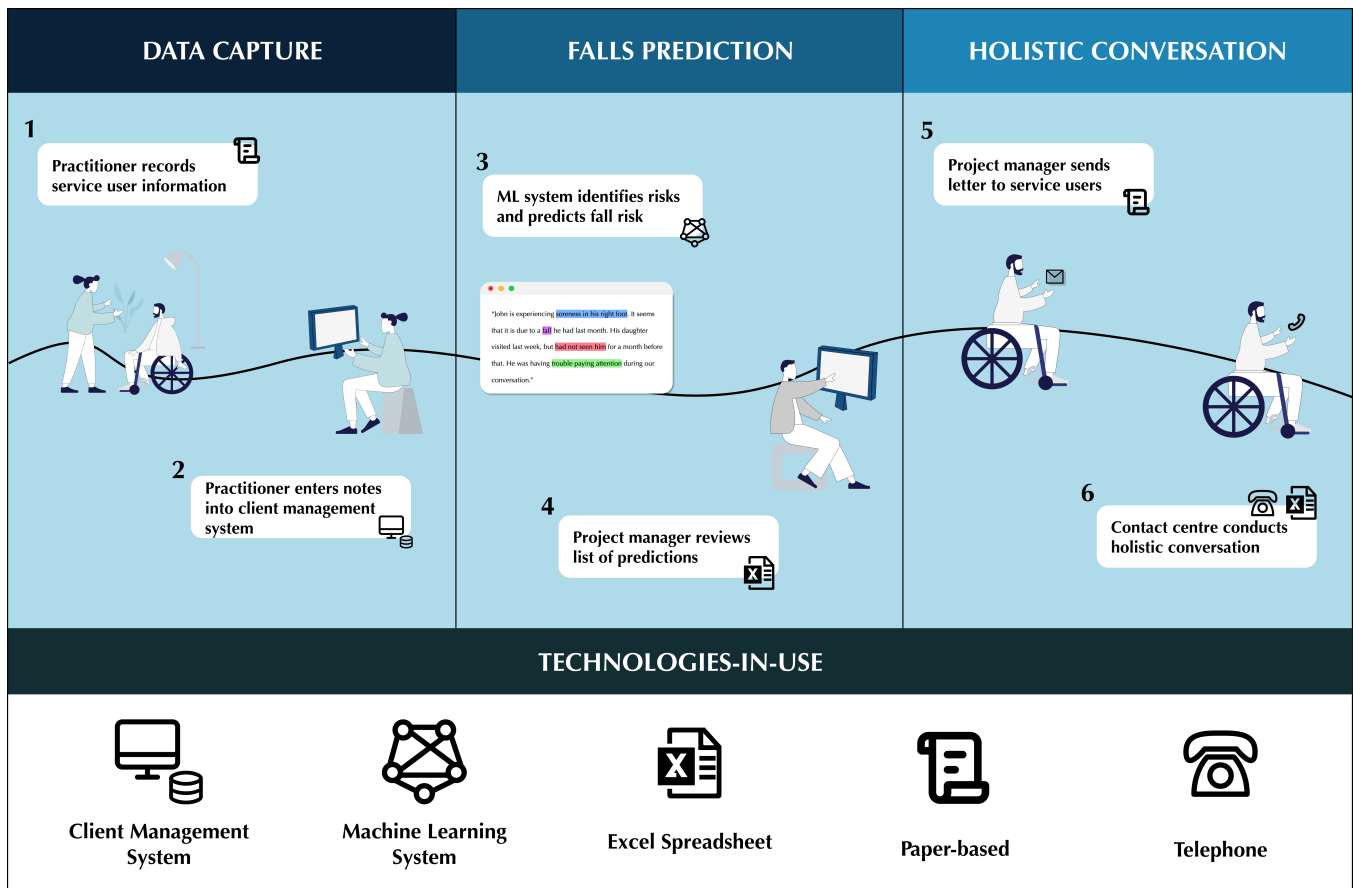 DATA CAPTURE
FALLS PREDICTION
HOLISTIC CONVERSATION
1
Practitioner records
service user information
2
Practitioner enters notes
into client management
system
3
ML system identifies risks
and predicts fall risk
"John is experiencing soreness in his right foot. It seems
that it is due to a fall he had last month. His daughter
visited last week, but had not seen him for a month before
that. He was having trouble paying attention during our
conversation."
4
Project manager reviews
list of predictions
X
5
Project manager sends
letter to service users
6
X
Contact centre conducts
holistic conversation
TECHNOLOGIES-IN-USE
X
Client Management
System
Machine Learning
System
Excel Spreadsheet
Paper-based
Telephone